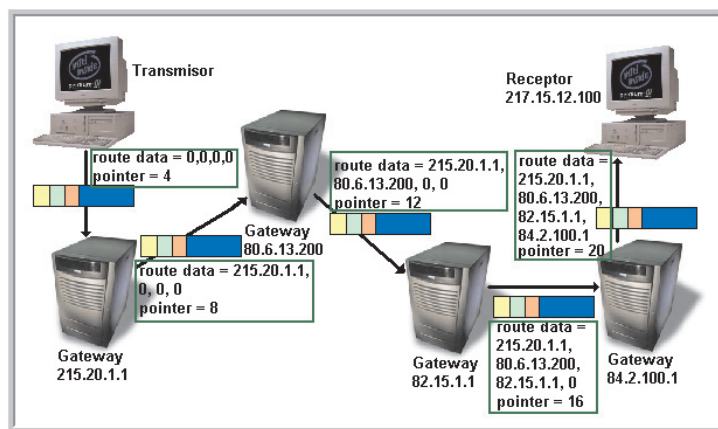 Transmisor
Receptor
217.15.12.100
route data = 0,0,0,0
pointer = 4
Gateway
215.20.1.1
route data = 215.20.1.1,
0, 0, 0
pointer = 8
Gateway
80.6.13.200
route data = 215.20.1.1,
80.6.13.200, 0, 0
pointer = 12
Gateway
82.15.1.1
route data =
215.20.1.1,
80.6.13.200,
82.15.1.1, 0
pointer = 16
Gateway
84.2.100.1
route data =
215.20.1.1,
80.6.13.200,
82.15.1.1,
84.2.100.1
pointer = 20